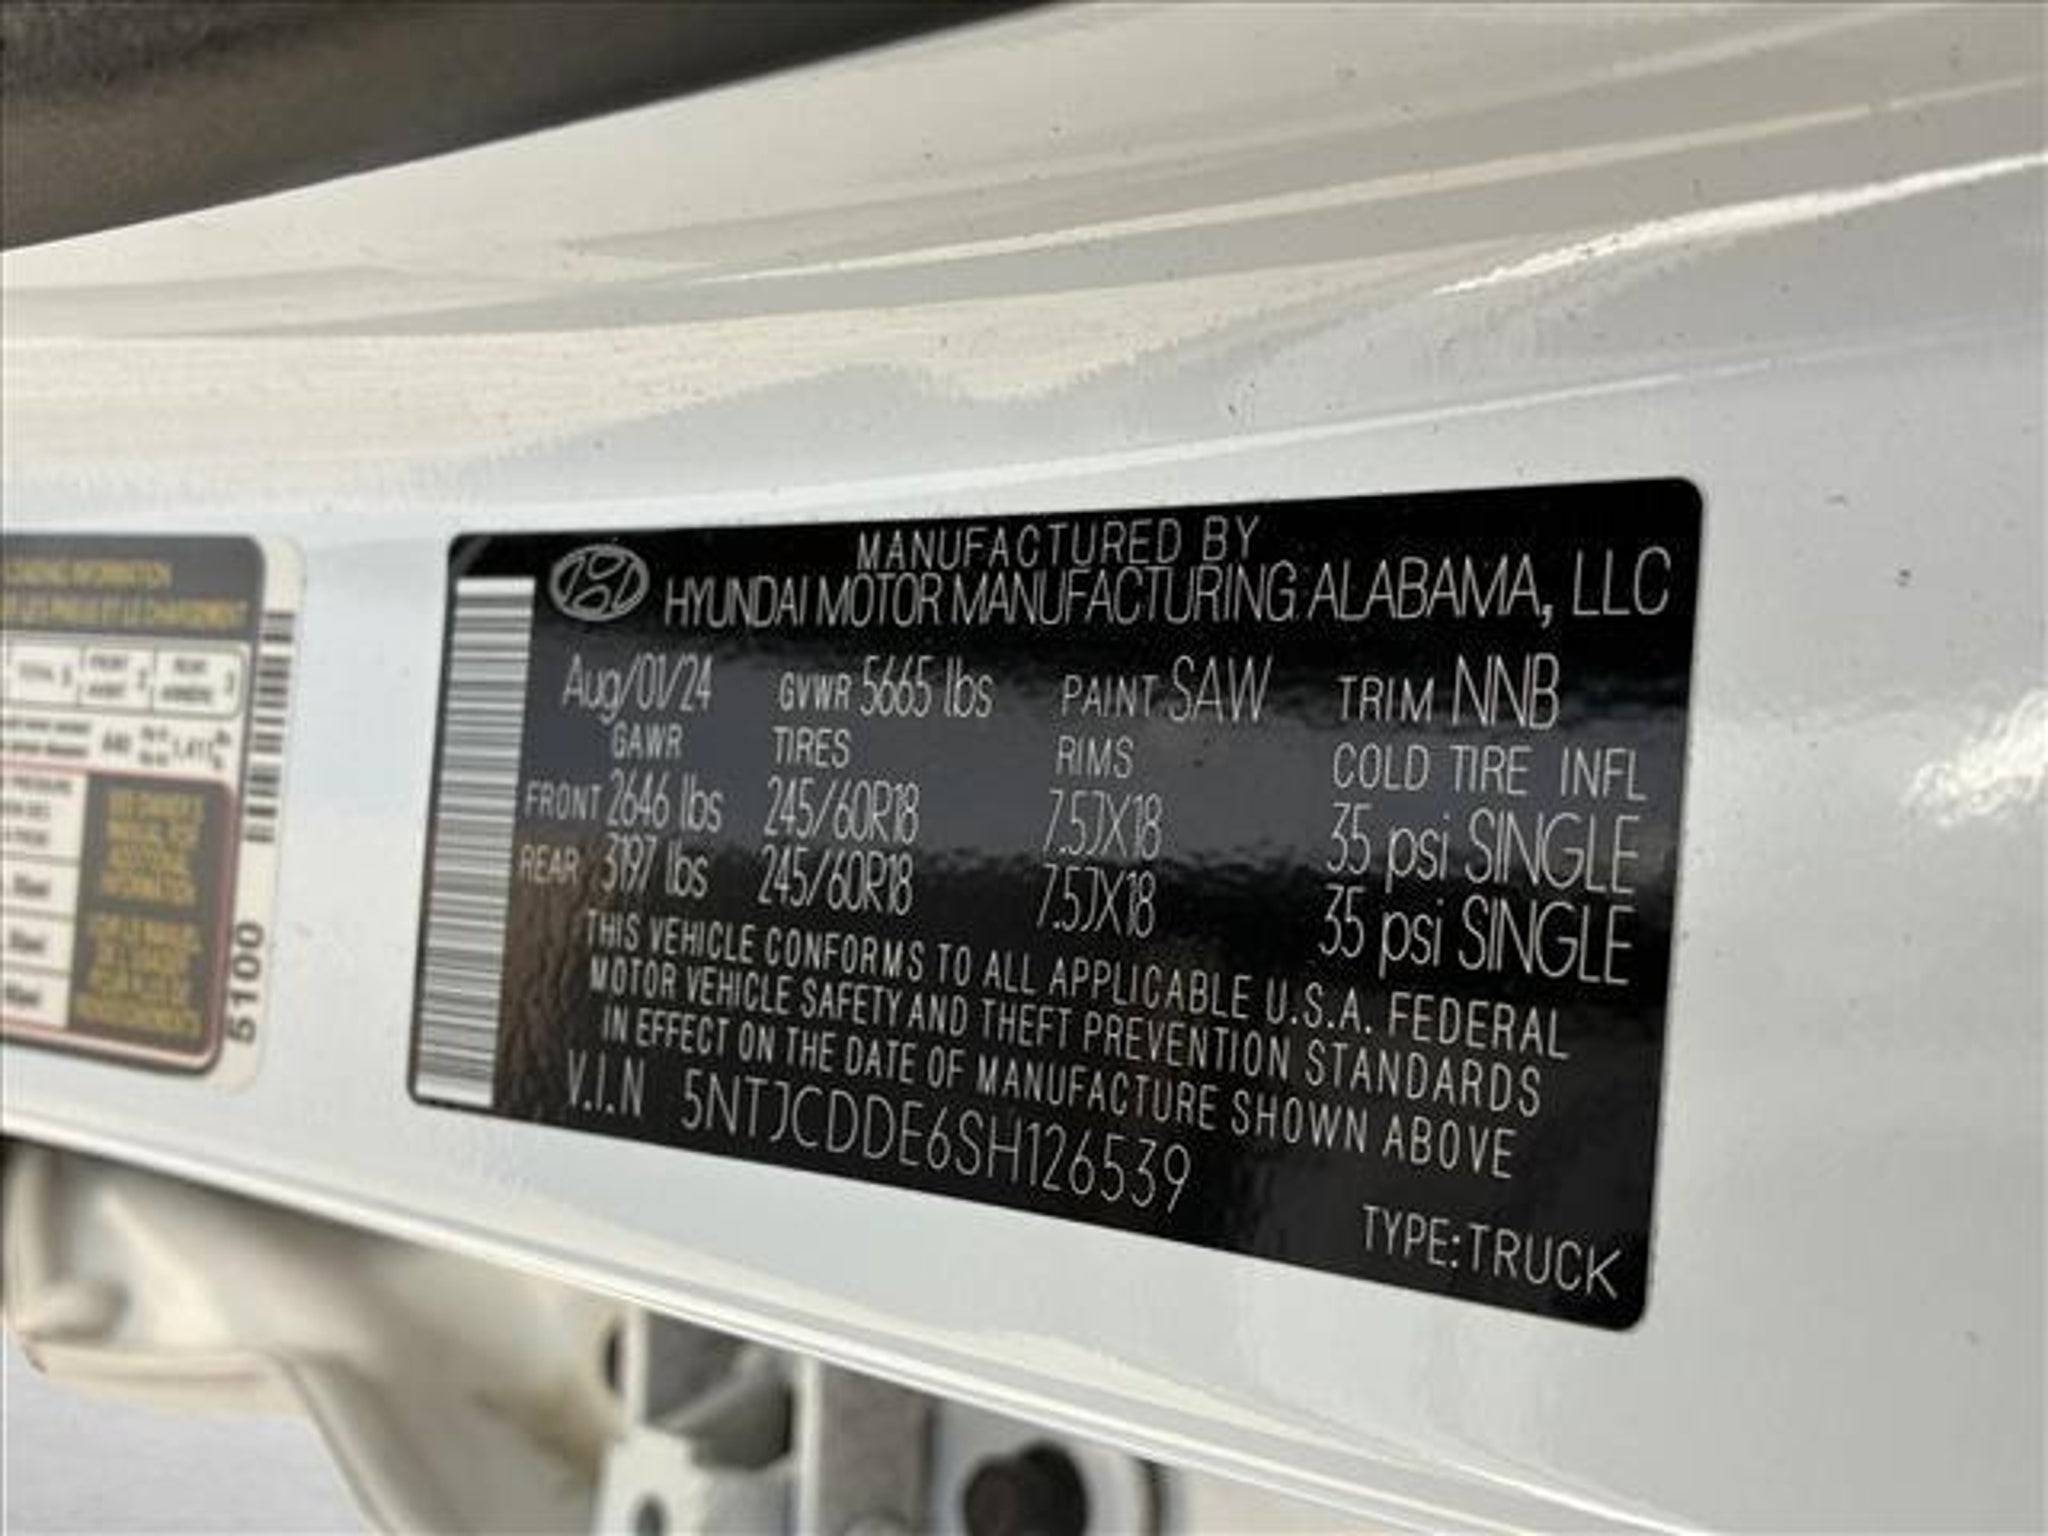 MANUFACTURED BY
HYUNDAI MOTOR MANUFACTURING ALABAMA, LLC
Aug/01/24 GVWR 5665 lbs PAINT SAW TRIM NNB
GAWR TIRES RIMS COLD TIRE INFL
FRONT 2646 lbs 245/60R18 7.5JX18 35 psi SINGLE
REAR 3197 lbs 245/60R18 7.5JX18 35 psi SINGLE
THIS VEHICLE CONFORMS TO ALL APPLICABLE U.S.A. FEDERAL
MOTOR VEHICLE SAFETY AND THEFT PREVENTION STANDARDS
IN EFFECT ON THE DATE OF MANUFACTURE SHOWN ABOVE
V.I.N 5NTJCDDE6SH126539
TYPE:TRUCK
5100